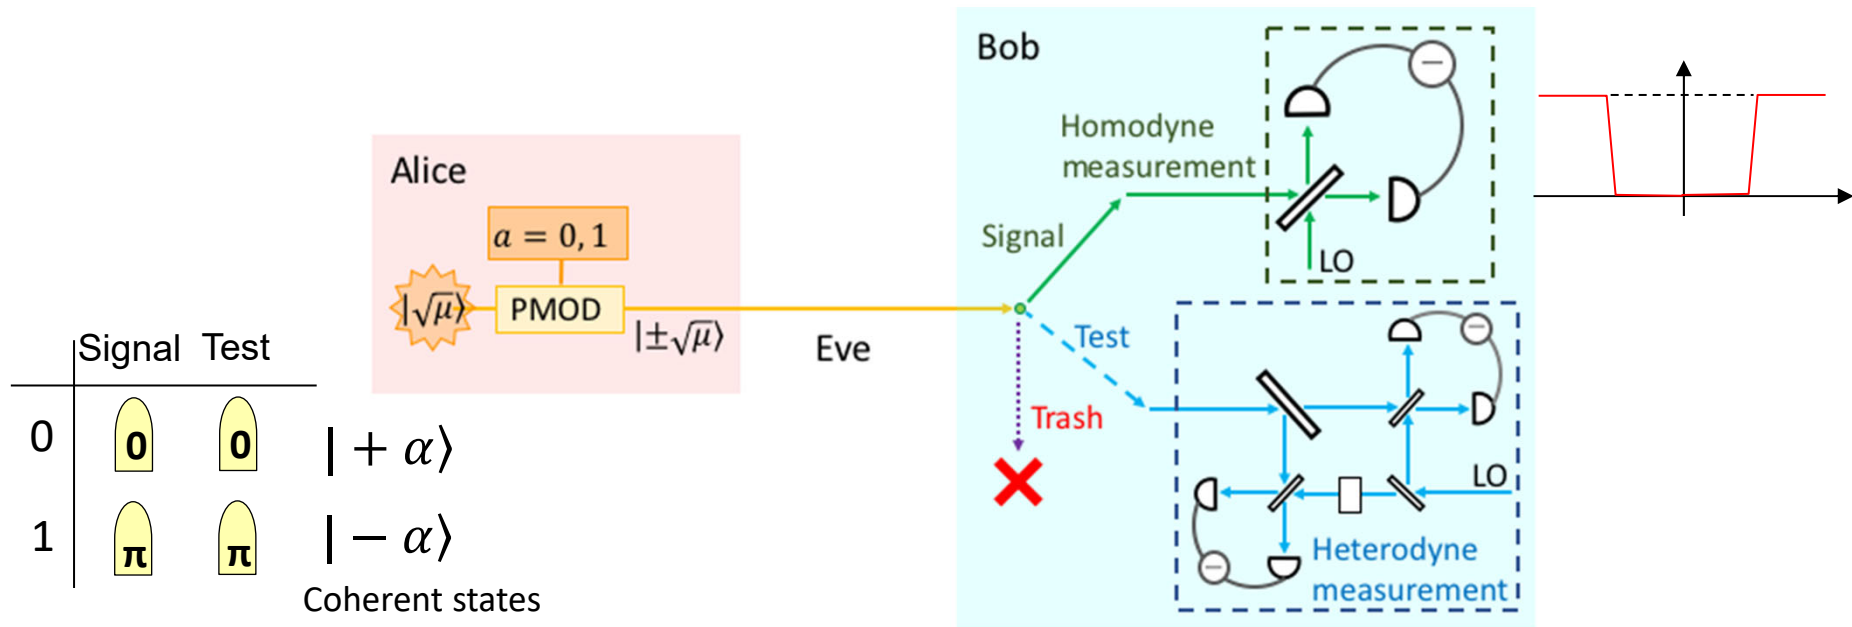 Bob
Homodyne
measurement
Alice
a = 0, 1
Signal
LO
|√μ⟩
PMOD
|±√μ⟩
Eve
Test
Trash
LO
Heterodyne
measurement
Signal Test
0 0 0 | + α⟩
1 π π | − α⟩
Coherent states